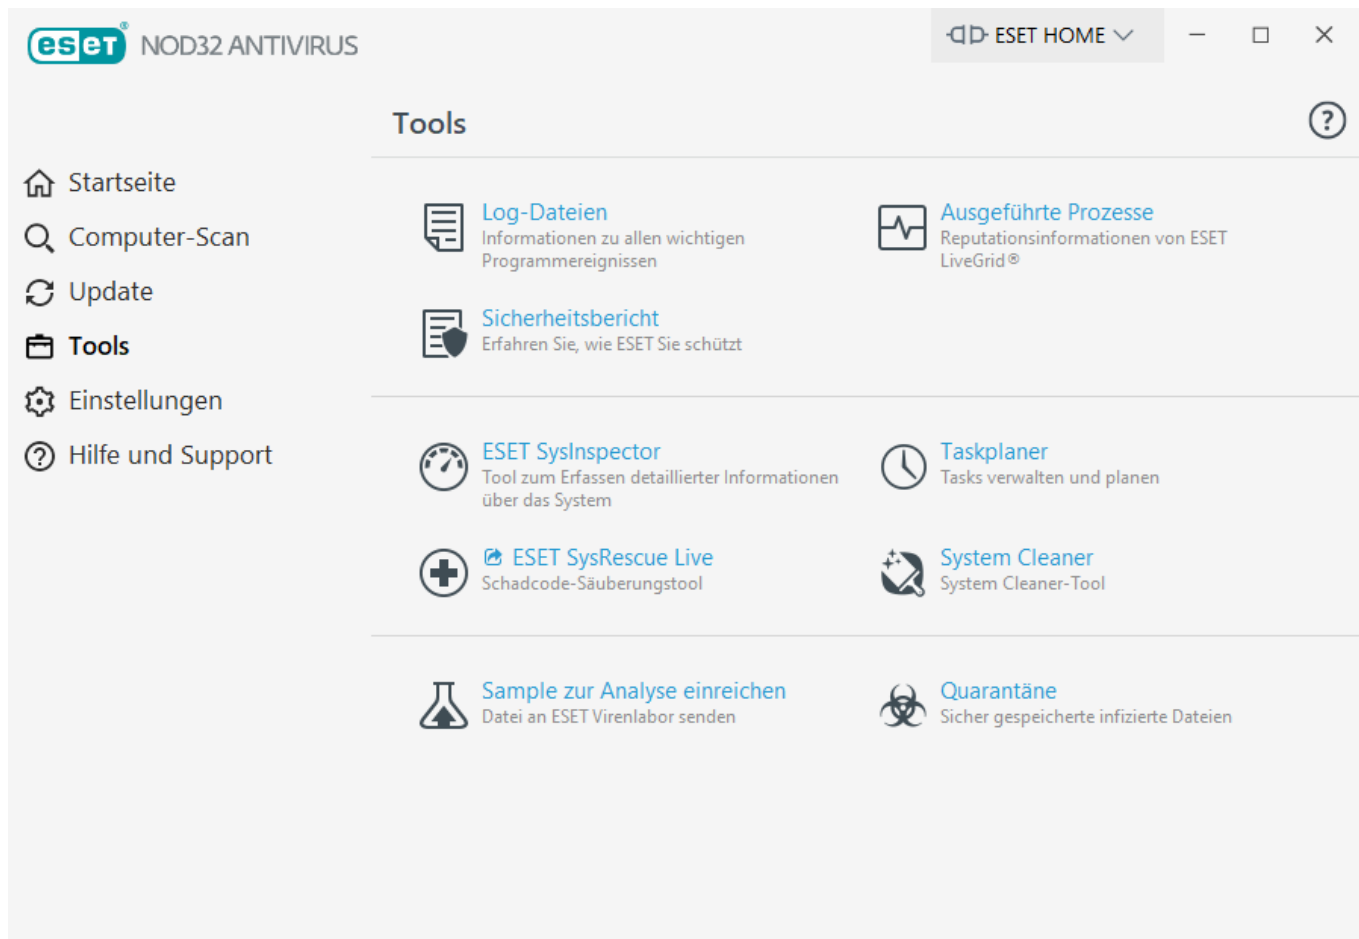 eseT® NOD32 ANTIVIRUS
ESET HOME
Tools
Startseite
Computer-Scan
Update
Tools
Einstellungen
Hilfe und Support
Log-Dateien
Informationen zu allen wichtigen
Programmereignissen
Ausgeführte Prozesse
Reputationsinformationen von ESET
LiveGrid®
Sicherheitsbericht
Erfahren Sie, wie ESET Sie schützt
ESET SysInspector
Tool zum Erfassen detaillierter Informationen
über das System
Taskplaner
Tasks verwalten und planen
ESET SysRescue Live
Schadcode-Säuberungstool
System Cleaner
System Cleaner-Tool
Sample zur Analyse einreichen
Datei an ESET Virenlabor senden
Quarantäne
Sicher gespeicherte infizierte Dateien